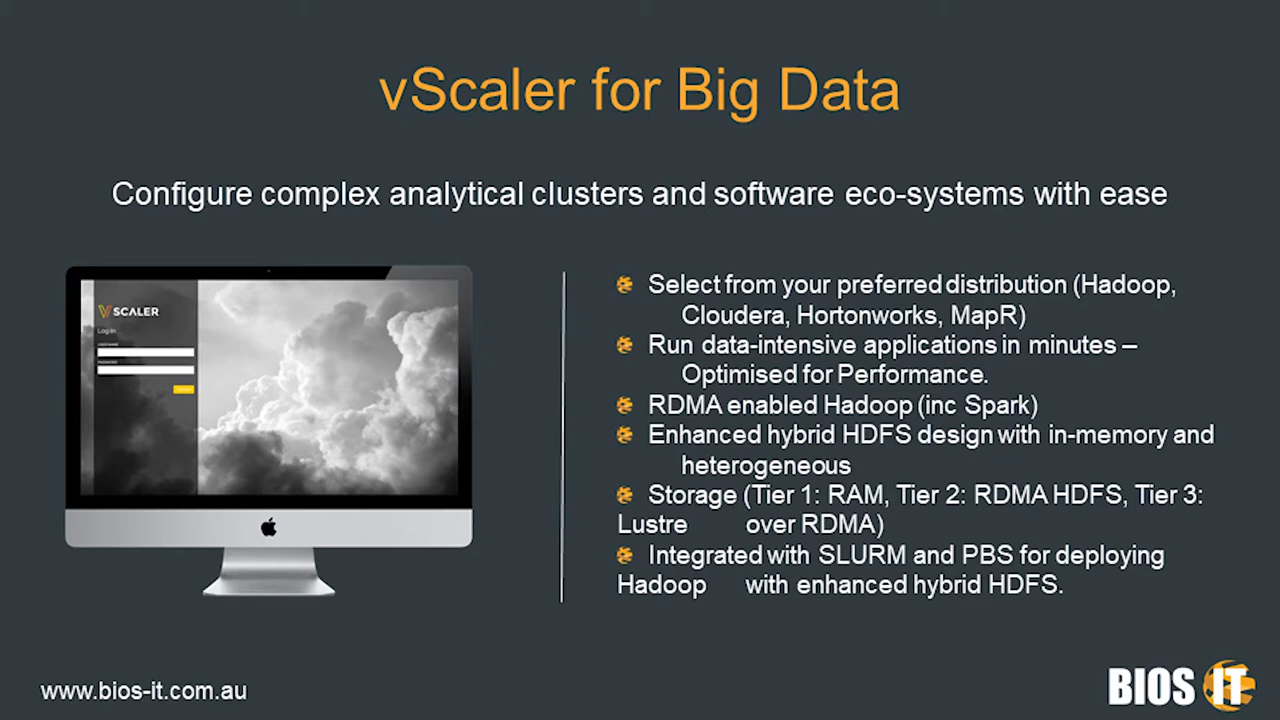 vScaler for Big Data
Configure complex analytical clusters and software eco-systems with ease
V SCALER
Log In
USERNAME
PASSWORD
Select from your preferred distribution (Hadoop,
Cloudera, Hortonworks, MapR)
Run data-intensive applications in minutes –
Optimised for Performance.
RDMA enabled Hadoop (inc Spark)
Enhanced hybrid HDFS design with in-memory and
heterogeneous
Storage (Tier 1: RAM, Tier 2: RDMA HDFS, Tier 3:
Lustre over RDMA)
Integrated with SLURM and PBS for deploying
Hadoop with enhanced hybrid HDFS.
www.bios-it.com.au
BIOS IT